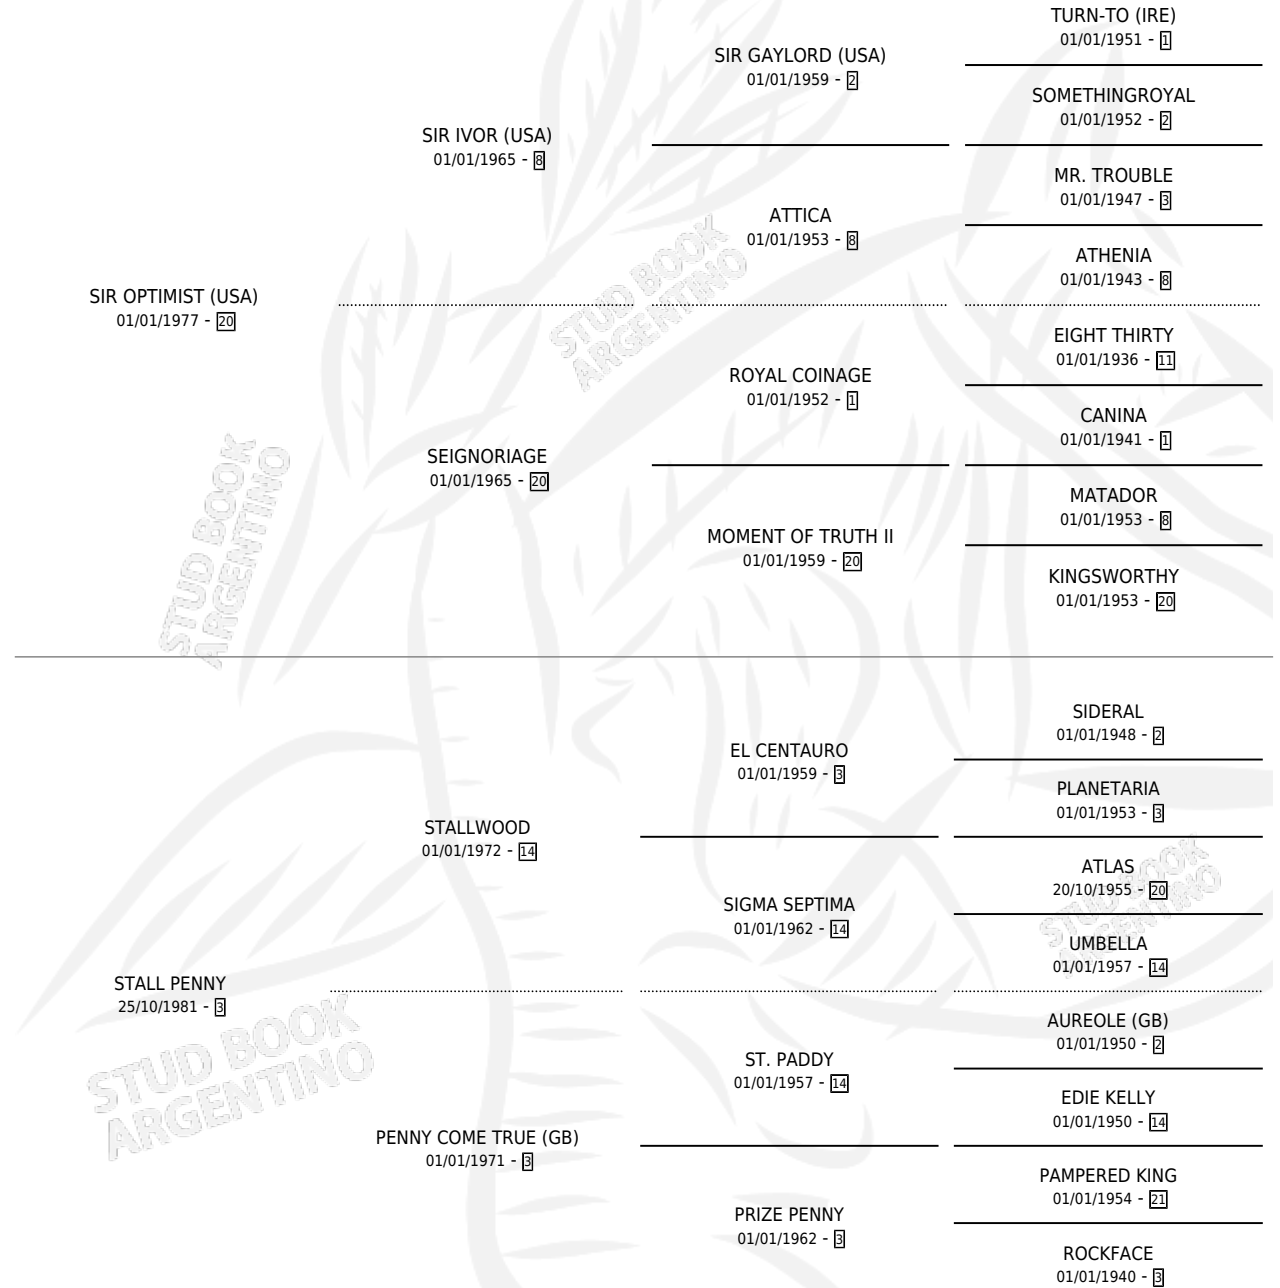 TURN-TO (IRE)
01/01/1951 - 1
SIR GAYLORD (USA)
01/01/1959 - 2
SOMETHINGROYAL
01/01/1952 - 2
SIR IVOR (USA)
01/01/1965 - 8
MR. TROUBLE
01/01/1947 - 3
ATTICA
01/01/1953 - 8
ATHENIA
01/01/1943 - 8
SIR OPTIMIST (USA)
01/01/1977 - 20
EIGHT THIRTY
01/01/1936 - 11
ROYAL COINAGE
01/01/1952 - 1
CANINA
01/01/1941 - 1
SEIGNORIAGE
01/01/1965 - 20
MATADOR
01/01/1953 - 8
MOMENT OF TRUTH II
01/01/1959 - 20
KINGSWORTHY
01/01/1953 - 20
SIDERAL
01/01/1948 - 2
EL CENTAURO
01/01/1959 - 3
PLANETARIA
01/01/1953 - 3
STALLWOOD
01/01/1972 - 14
ATLAS
20/10/1955 - 20
SIGMA SEPTIMA
01/01/1962 - 14
UMBELLA
01/01/1957 - 14
STALL PENNY
25/10/1981 - 3
AUREOLE (GB)
01/01/1950 - 2
ST. PADDY
01/01/1957 - 14
EDIE KELLY
01/01/1950 - 14
PENNY COME TRUE (GB)
01/01/1971 - 3
PAMPERED KING
01/01/1954 - 21
PRIZE PENNY
01/01/1962 - 3
ROCKFACE
01/01/1940 - 3
STUD BOOK
ARGENTINO
STUD BOOK
ARGENTINO
STUD BOOK
ARGENTINO
STUD BOOK
ARGENTINO